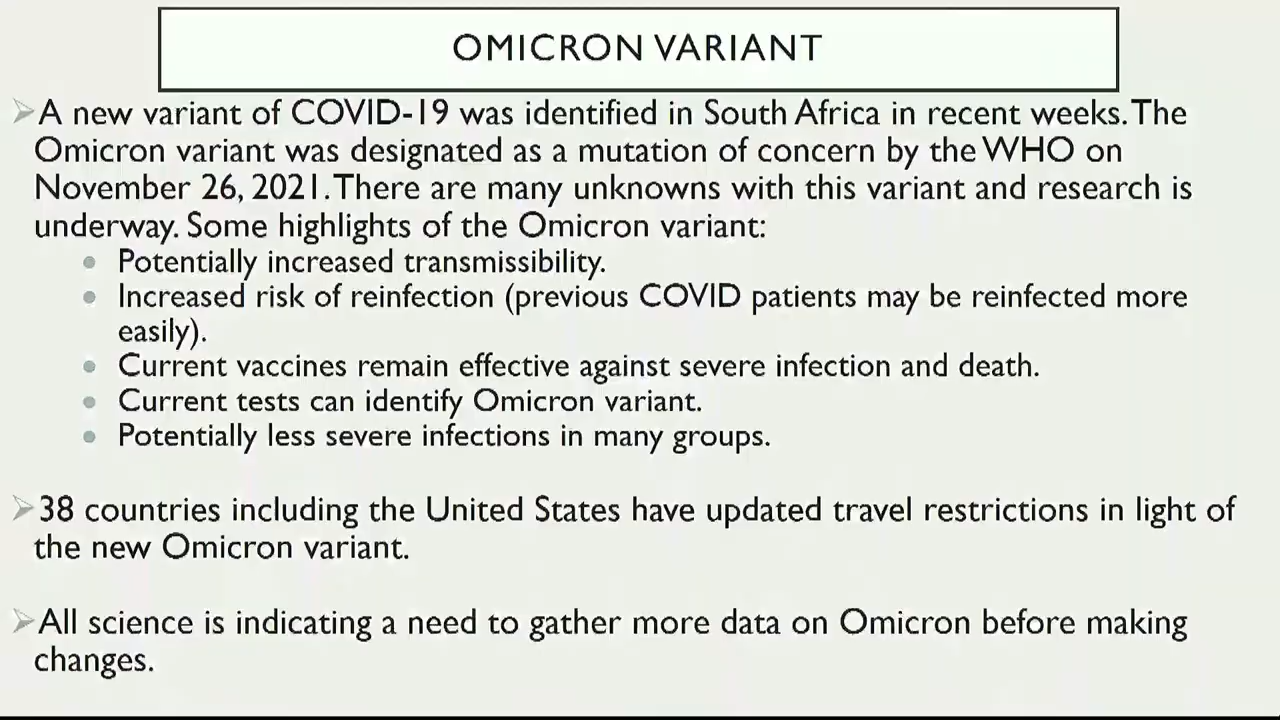 OMICRON VARIANT
A new variant of COVID-19 was identified in South Africa in recent weeks. The
Omicron variant was designated as a mutation of concern by the WHO on
November 26, 2021. There are many unknowns with this variant and research is
underway. Some highlights of the Omicron variant:
Potentially increased transmissibility.
Increased risk of reinfection (previous COVID patients may be reinfected more
easily).
Current vaccines remain effective against severe infection and death.
Current tests can identify Omicron variant.
Potentially less severe infections in many groups.
38 countries including the United States have updated travel restrictions in light of
the new Omicron variant.
All science is indicating a need to gather more data on Omicron before making
changes.